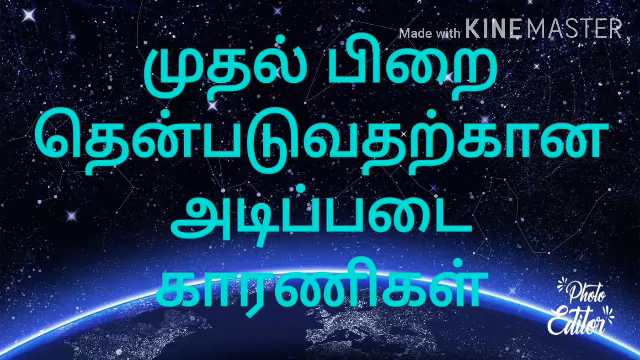 Made with KINEMASTER
முதல் பிறை
தென்படுவதற்கான
அடிப்படை
காரணிகள்
Photo
Editor